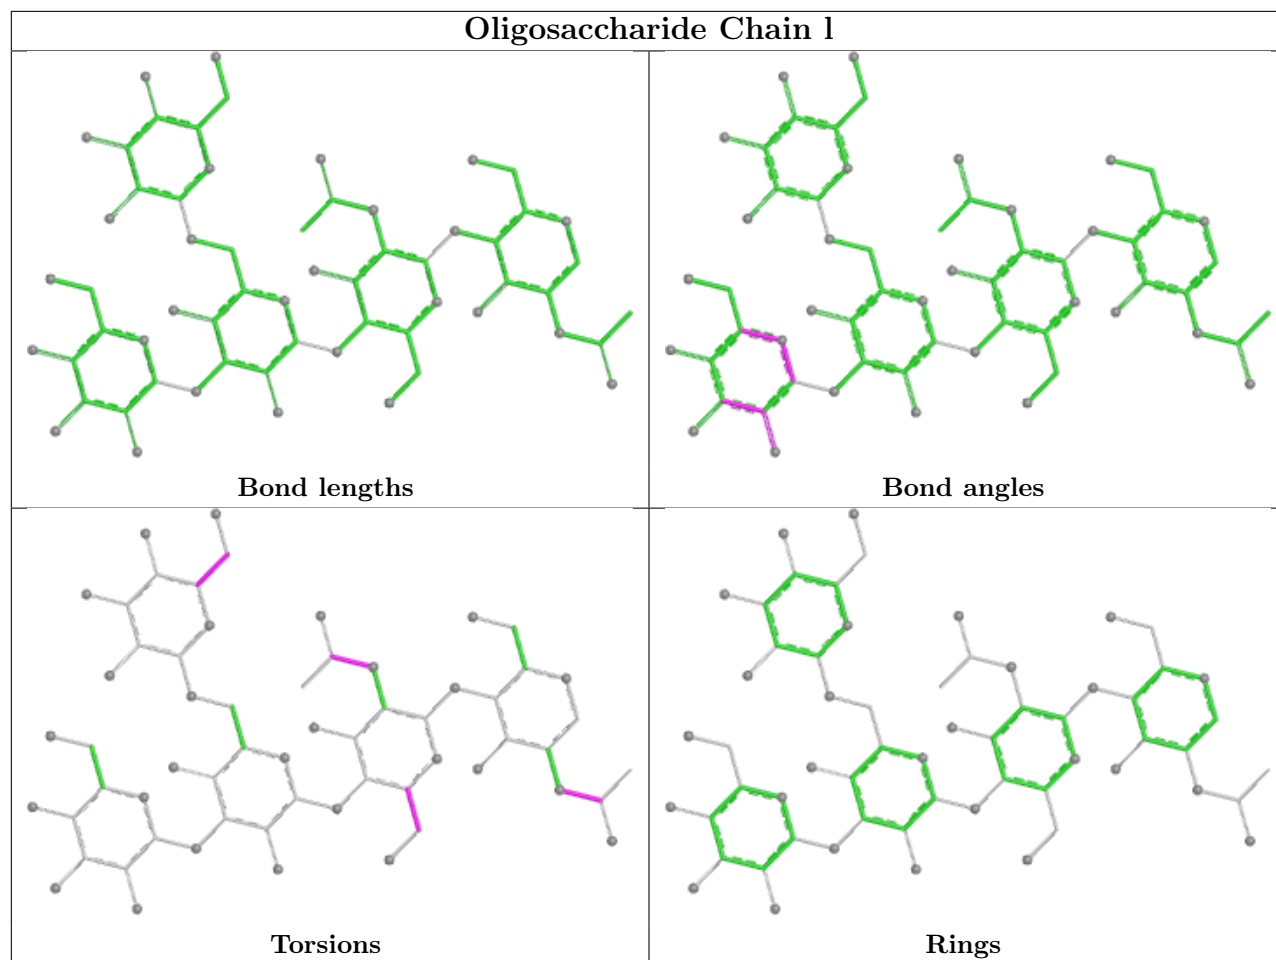 Oligosaccharide Chain l
Bond lengths
Bond angles
Torsions
Rings